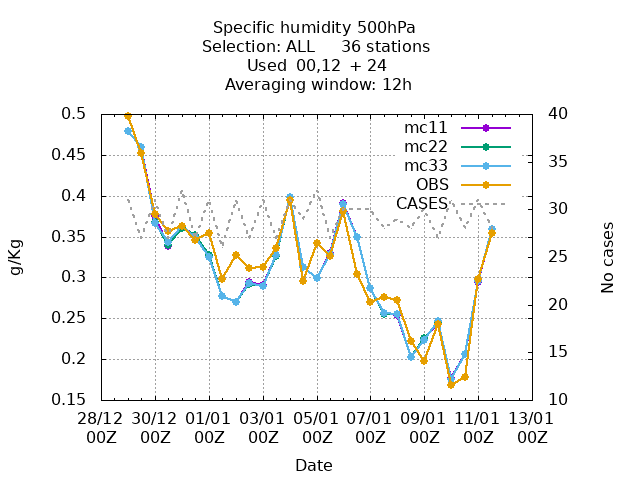 Specific humidity 500hPa
Selection: ALL 36 stations
Used 00,12 + 24
Averaging window: 12h
0.5
0.45
0.4
0.35
0.3
0.25
0.2
0.15
g/Kg
mc11
mc22
mc33
OBS
CASES
40
35
30
25
20
15
10
No cases
28/12 30/12 01/01 03/01 05/01 07/01 09/01 11/01 13/01
00Z 00Z 00Z 00Z 00Z 00Z 00Z 00Z 00Z
Date